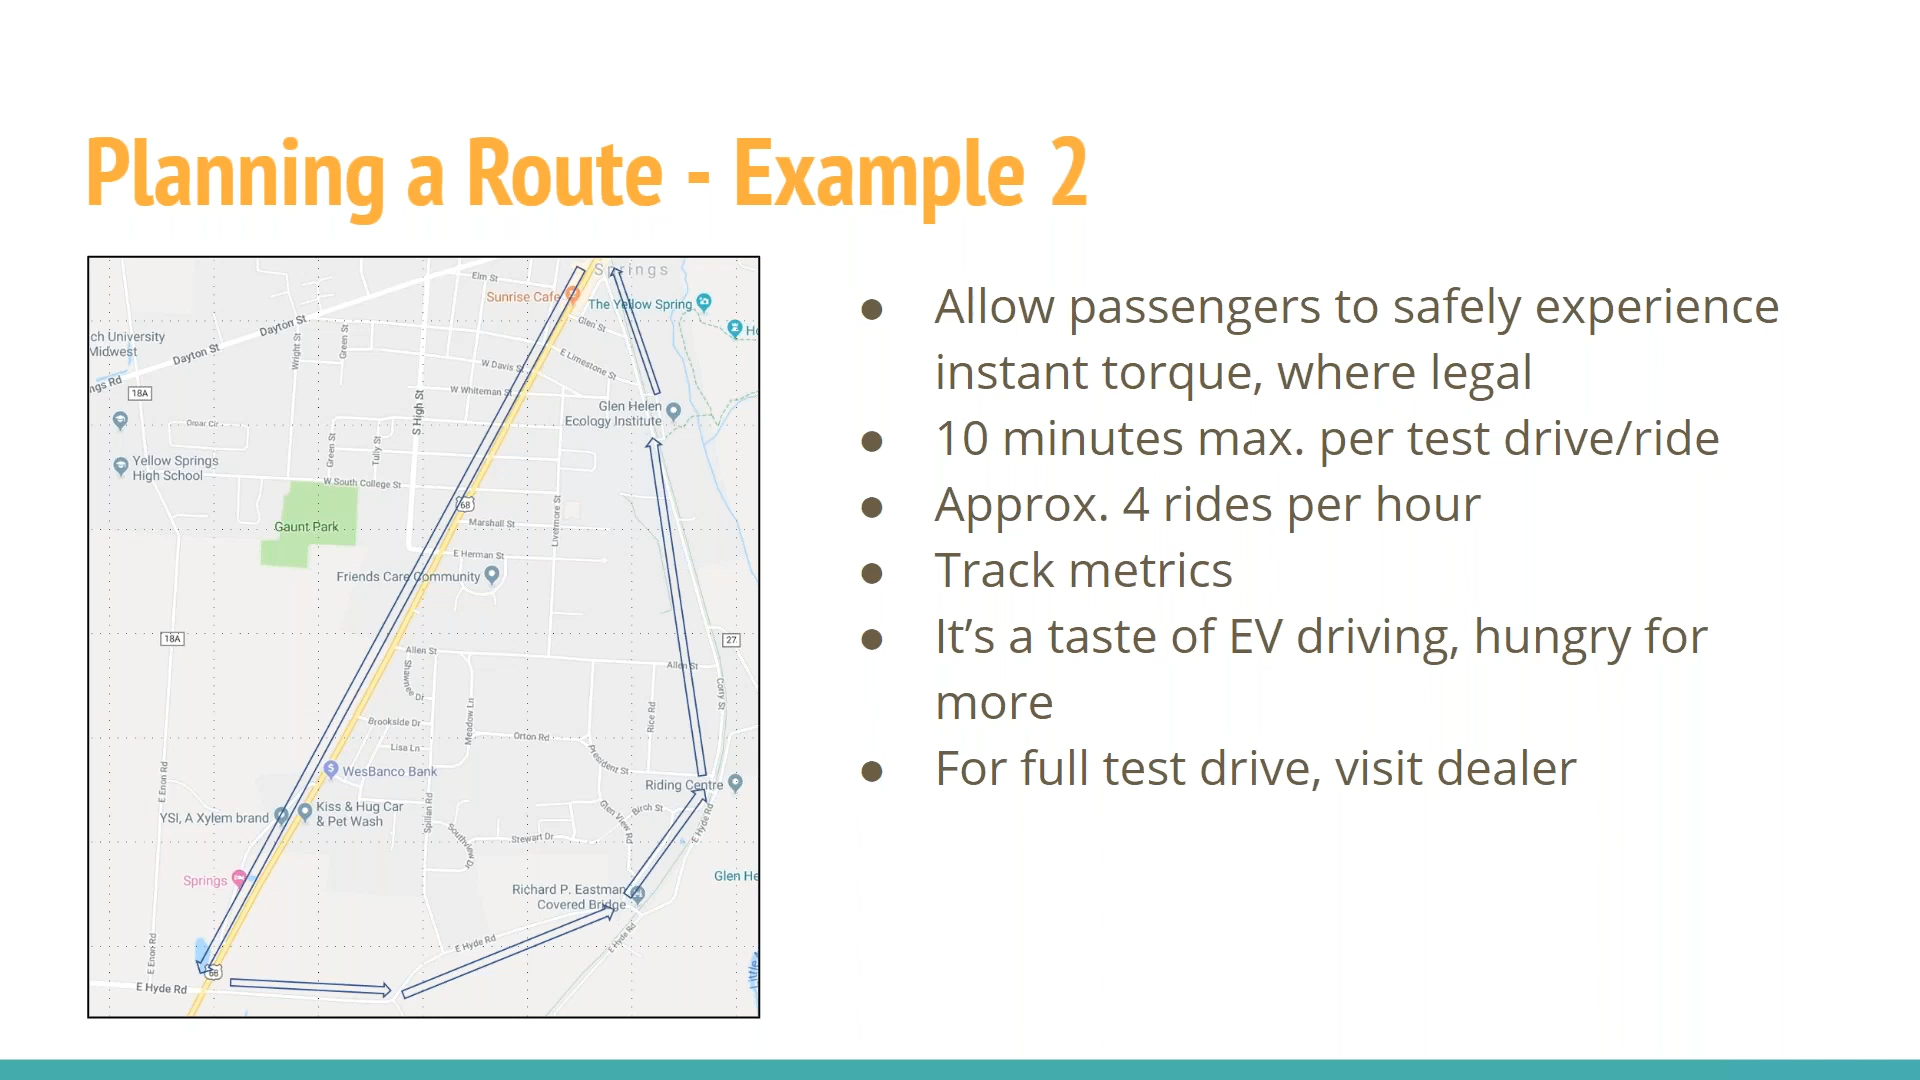 Planning a Route - Example 2
Springs
Elm St
Sunrise Cafe
The Yellow Spring
Glen St
Dayton St
Wright St
Green St
ch University
Midwest
Dayton St
ngs Rd
18A
W Davis St
E Limestone St
W Whiteman St
S High St
Glen Helen
Ecology Institute
Omar Cir
Green St
Tully St
Yellow Springs
High School
W South College St
68
Gaunt Park
Marshall St
Livermore St
E Herman St
Friends Care Community
18A
27
Allen St
Allen St
Shawnee Dr
Corry St
Meadow Ln
Rice Rd
Brookside Dr
Orton Rd
Lisa Ln
President St
WesBanco Bank
Riding Centre
E Enon Rd
Spillan Rd
Kiss & Hug Car
& Pet Wash
YSI, A Xylem brand
Glen View Rd
Birch St
E Hyde Rd
Southview Dr
Stewart Dr
Springs
Glen He
Richard P. Eastman
Covered Bridge
E Hyde Rd
E Hyde Rd
E Enon Rd
68
E Hyde Rd
Little
● Allow passengers to safely experience
instant torque, where legal
● 10 minutes max. per test drive/ride
● Approx. 4 rides per hour
● Track metrics
● It’s a taste of EV driving, hungry for
more
● For full test drive, visit dealer